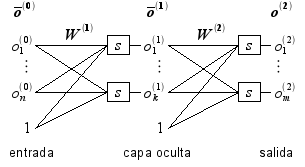 o̅⁽⁰⁾ o̅⁽¹⁾ o⁽²⁾
W̅⁽¹⁾ W̅⁽²⁾
o₁⁽⁰⁾ s o₁⁽¹⁾ s o₁⁽²⁾
⋮ ⋮ ⋮
oₙ⁽⁰⁾ s oₖ⁽¹⁾ s oₘ⁽²⁾
1 1
entrada capa oculta salida